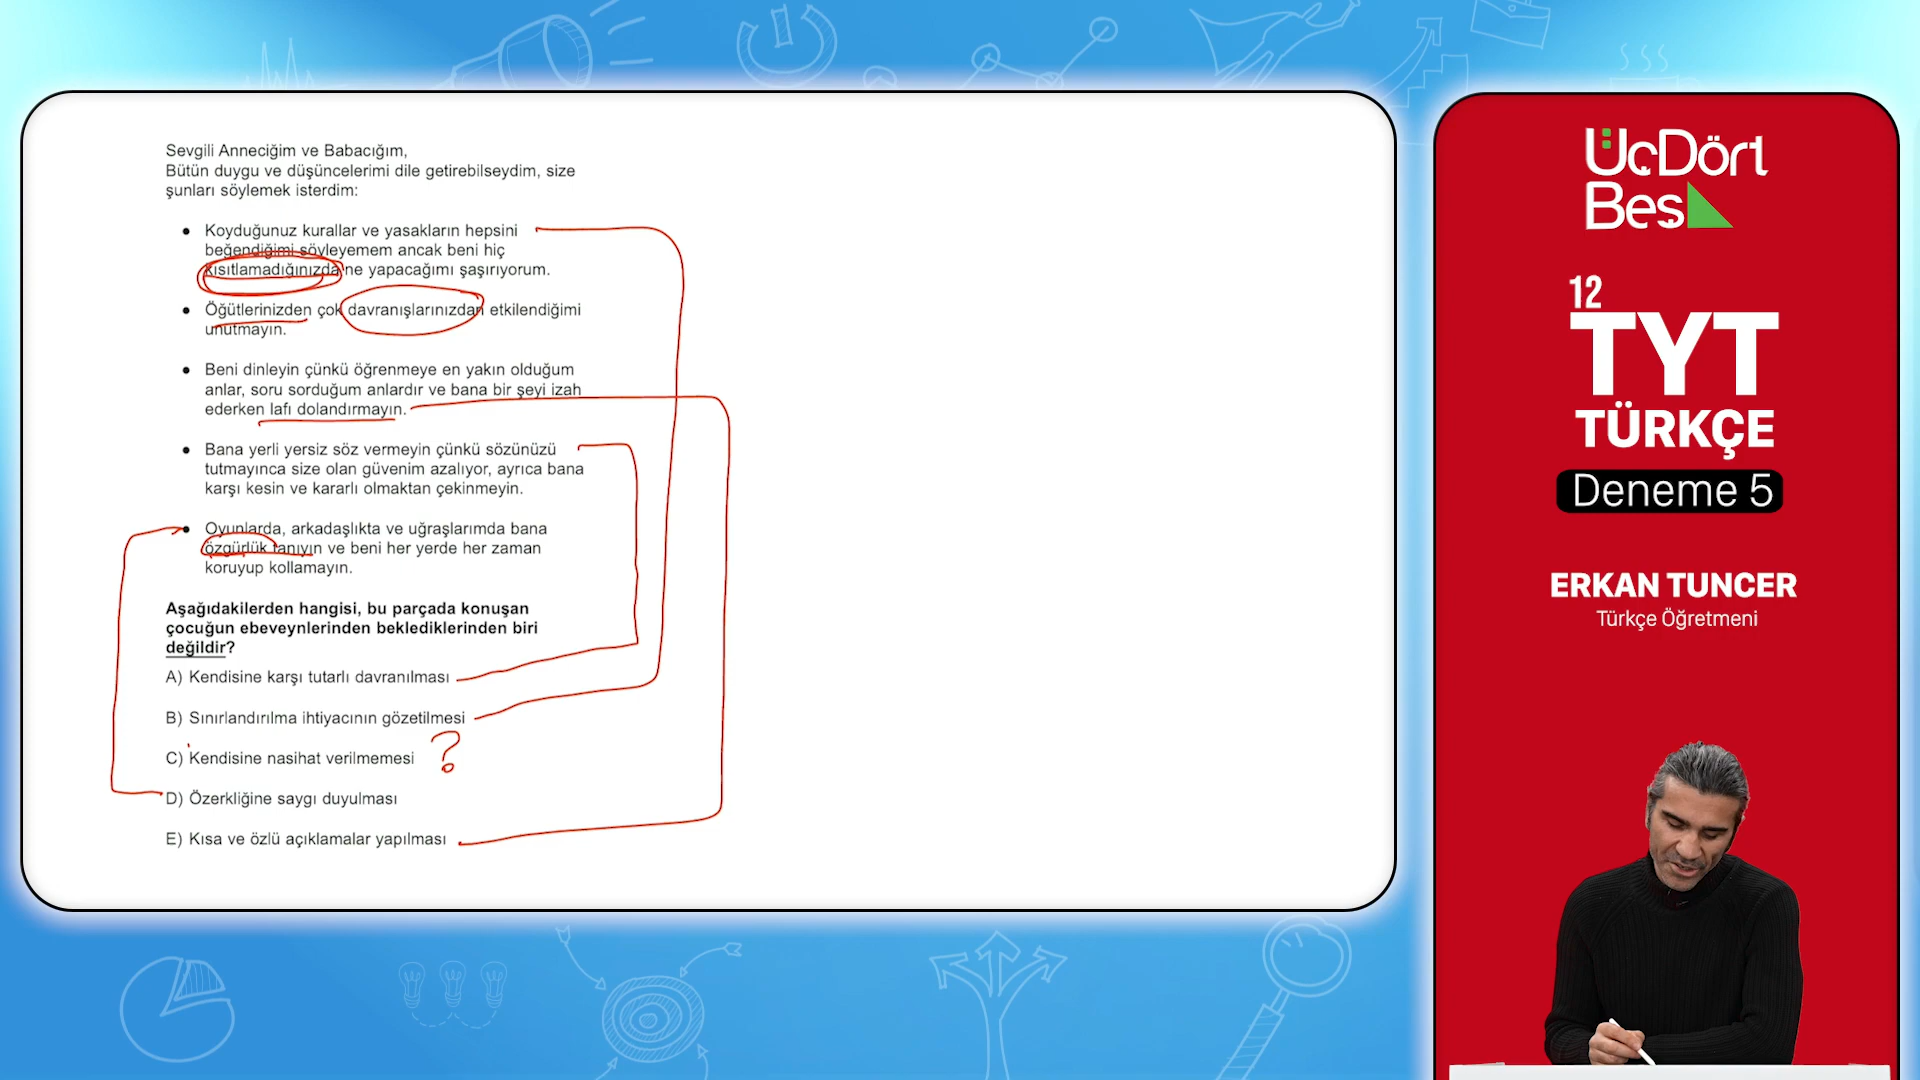 Sevgili Anneciğim ve Babacığım,
Bütün duygu ve düşüncelerimi dile getirebilseydim, size
şunları söylemek isterdim:
• Koyduğunuz kurallar ve yasakların hepsini
beğendiğimi söyleyemem ancak beni hiç
kısıtlamadığınızda ne yapacağımı şaşırıyorum.
• Öğütlerinizden çok davranışlarınızdan etkilendiğimi
unutmayın.
• Beni dinleyin çünkü öğrenmeye en yakın olduğum
anlar, soru sorduğum anlardır ve bana bir şeyi izah
ederken lafı dolandırmayın.
• Bana yerli yersiz söz vermeyin çünkü sözünüzü
tutmayınca size olan güvenim azalıyor, ayrıca bana
karşı kesin ve kararlı olmaktan çekinmeyin.
• Oyunlarda, arkadaşlıkta ve uğraşlarımda bana
özgürlük tanıyın ve beni her yerde her zaman
koruyup kollamayın.
Aşağıdakilerden hangisi, bu parçada konuşan
çocuğun ebeveynlerinden beklediklerinden biri
değildir?
A) Kendisine karşı tutarlı davranılması
B) Sınırlandırılma ihtiyacının gözetilmesi
C) Kendisine nasihat verilmemesi ?
D) Özerkliğine saygı duyulması
E) Kısa ve özlü açıklamalar yapılması
ÜçDört
Beş
12
TYT
TÜRKÇE
Deneme 5
ERKAN TUNCER
Türkçe Öğretmeni